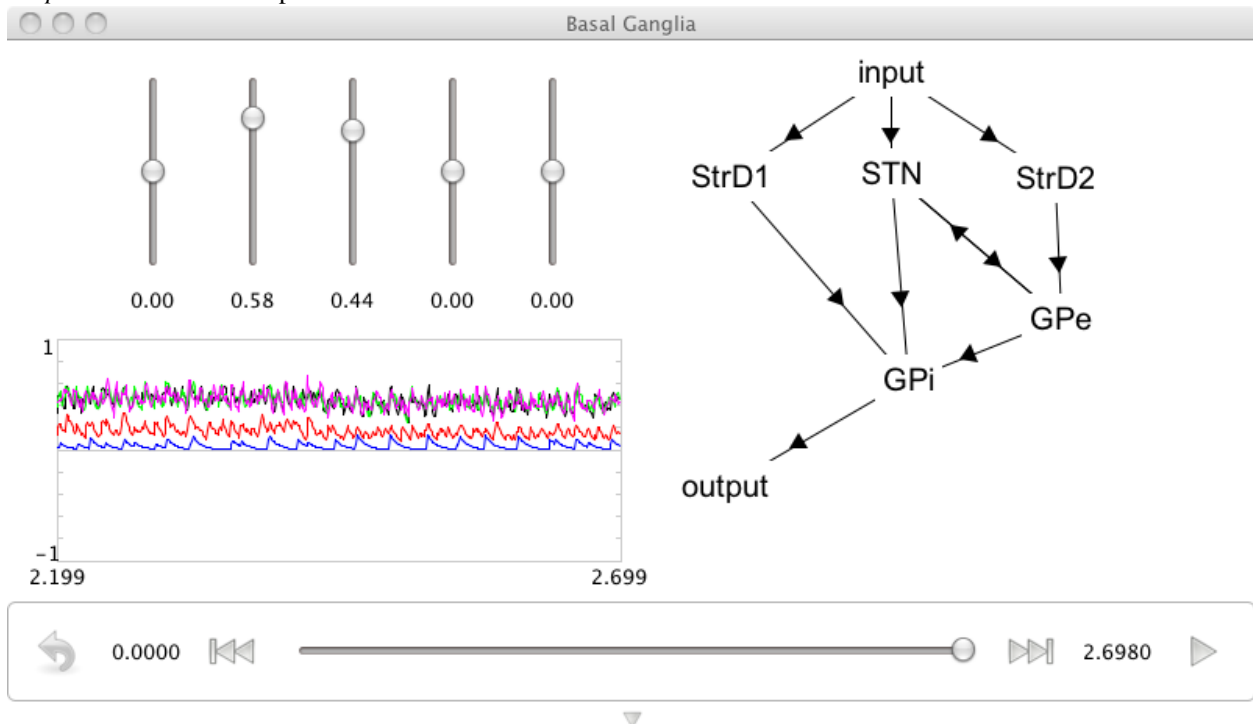 Basal Ganglia
0.00 0.58 0.44 0.00 0.00
1
-1
2.199 2.699
input
StrD1 STN StrD2
GPe
GPi
output
0.0000 2.6980